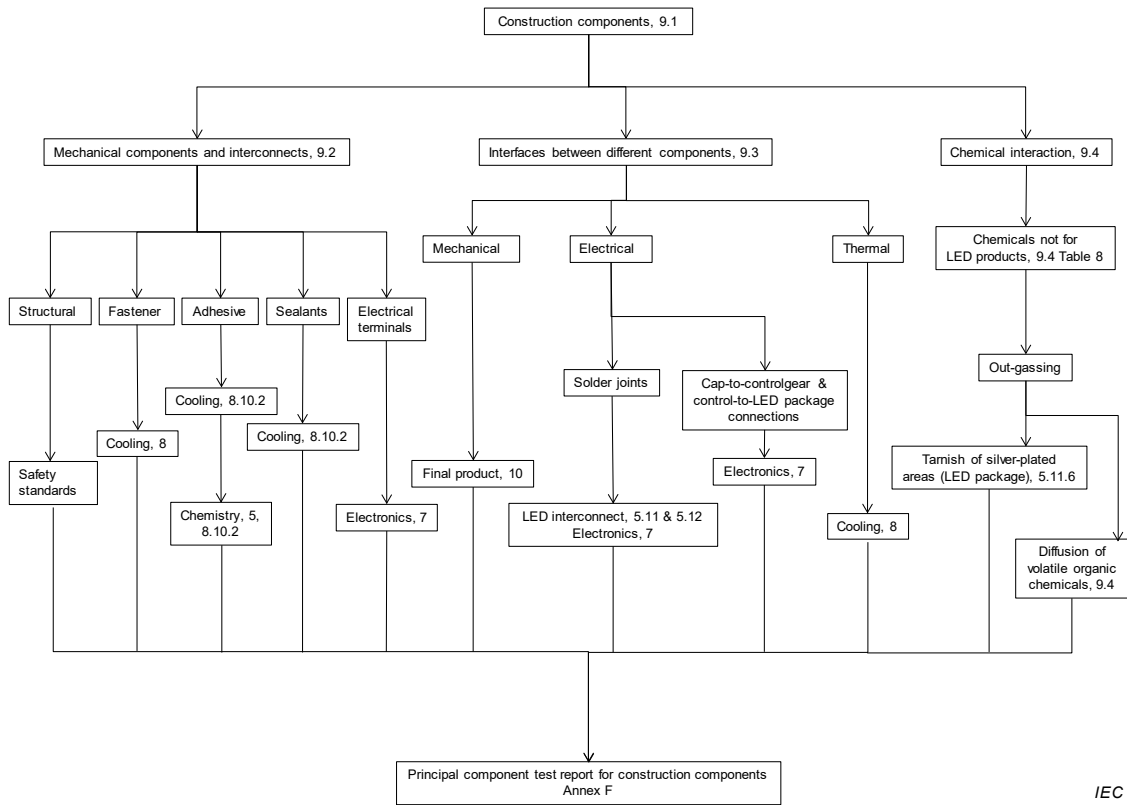 Construction components, 9.1
Mechanical components and interconnects, 9.2
Interfaces between different components, 9.3
Chemical interaction, 9.4
Mechanical
Electrical
Thermal
Chemicals not for
LED products, 9.4 Table 8
Structural
Fastener
Adhesive
Sealants
Electrical
terminals
Solder joints
Cap-to-controlgear &
control-to-LED package
connections
Out-gassing
Cooling, 8.10.2
Cooling, 8
Cooling, 8.10.2
Safety
standards
Final product, 10
Electronics, 7
Tarnish of silver-plated
areas (LED package), 5.11.6
Chemistry, 5,
8.10.2
Electronics, 7
LED interconnect, 5.11 & 5.12
Electronics, 7
Cooling, 8
Diffusion of
volatile organic
chemicals, 9.4
Principal component test report for construction components
Annex F
IEC